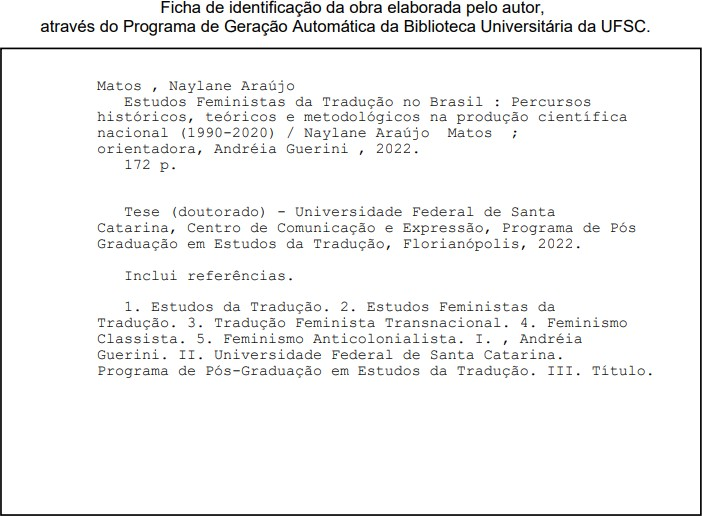 Ficha de identificação da obra elaborada pelo autor,
através do Programa de Geração Automática da Biblioteca Universitária da UFSC.
Matos , Naylane Araújo
Estudos Feministas da Tradução no Brasil : Percursos
históricos, teóricos e metodológicos na produção científica
nacional (1990-2020) / Naylane Araújo  Matos  ;
orientadora, Andréia Guerini , 2022.
172 p.
Tese (doutorado) - Universidade Federal de Santa
Catarina, Centro de Comunicação e Expressão, Programa de Pós
Graduação em Estudos da Tradução, Florianópolis, 2022.
Inclui referências.
1. Estudos da Tradução. 2. Estudos Feministas da
Tradução. 3. Tradução Feminista Transnacional. 4. Feminismo
Classista. 5. Feminismo Anticolonialista. I. , Andréia
Guerini. II. Universidade Federal de Santa Catarina.
Programa de Pós-Graduação em Estudos da Tradução. III. Título.